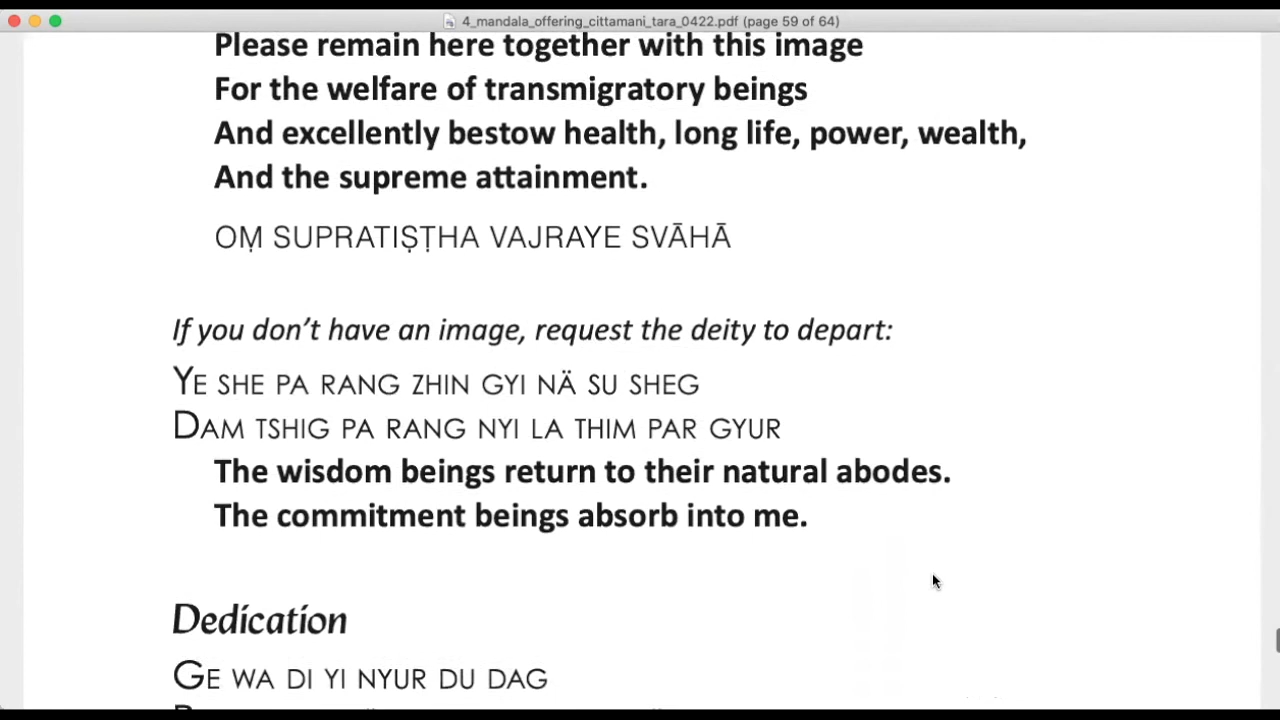 4_mandala_offering_cittamani_tara_0422.pdf (page 59 of 64)
Please remain here together with this image
For the welfare of transmigratory beings
And excellently bestow health, long life, power, wealth,
And the supreme attainment.
OṂ SUPRATIṢṬHA VAJRAYE SVĀHĀ
If you don't have an image, request the deity to depart:
YE SHE PA RANG ZHIN GYI NÄ SU SHEG
DAM TSHIG PA RANG NYI LA THIM PAR GYUR
The wisdom beings return to their natural abodes.
The commitment beings absorb into me.
Dedication
GE WA DI YI NYUR DU DAG